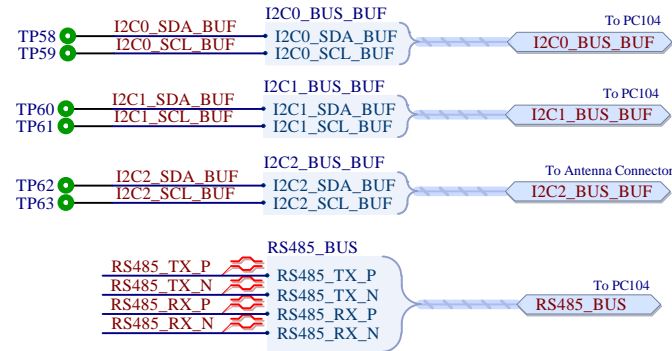 I2C0_BUS_BUF
To PC104
TP58 I2C0_SDA_BUF I2C0_SDA_BUF
TP59 I2C0_SCL_BUF I2C0_SCL_BUF
I2C0_BUS_BUF
I2C1_BUS_BUF
To PC104
TP60 I2C1_SDA_BUF I2C1_SDA_BUF
TP61 I2C1_SCL_BUF I2C1_SCL_BUF
I2C1_BUS_BUF
I2C2_BUS_BUF
To Antenna Connector
TP62 I2C2_SDA_BUF I2C2_SDA_BUF
TP63 I2C2_SCL_BUF I2C2_SCL_BUF
I2C2_BUS_BUF
RS485_BUS
RS485_TX_P RS485_TX_P
RS485_TX_N RS485_TX_N
RS485_RX_P RS485_RX_P
RS485_RX_N RS485_RX_N
To PC104
RS485_BUS